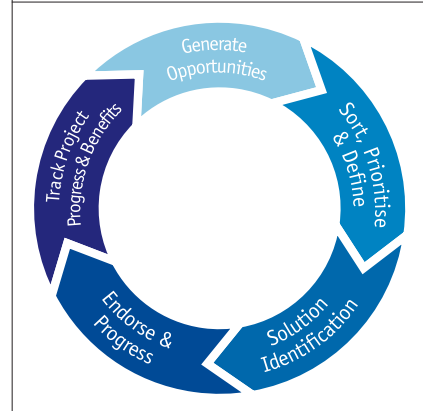 Generate
Opportunities
Sort, Prioritise
& Define
Solution
Identification
Endorse &
Progress
Track Project
Progress & Benefits